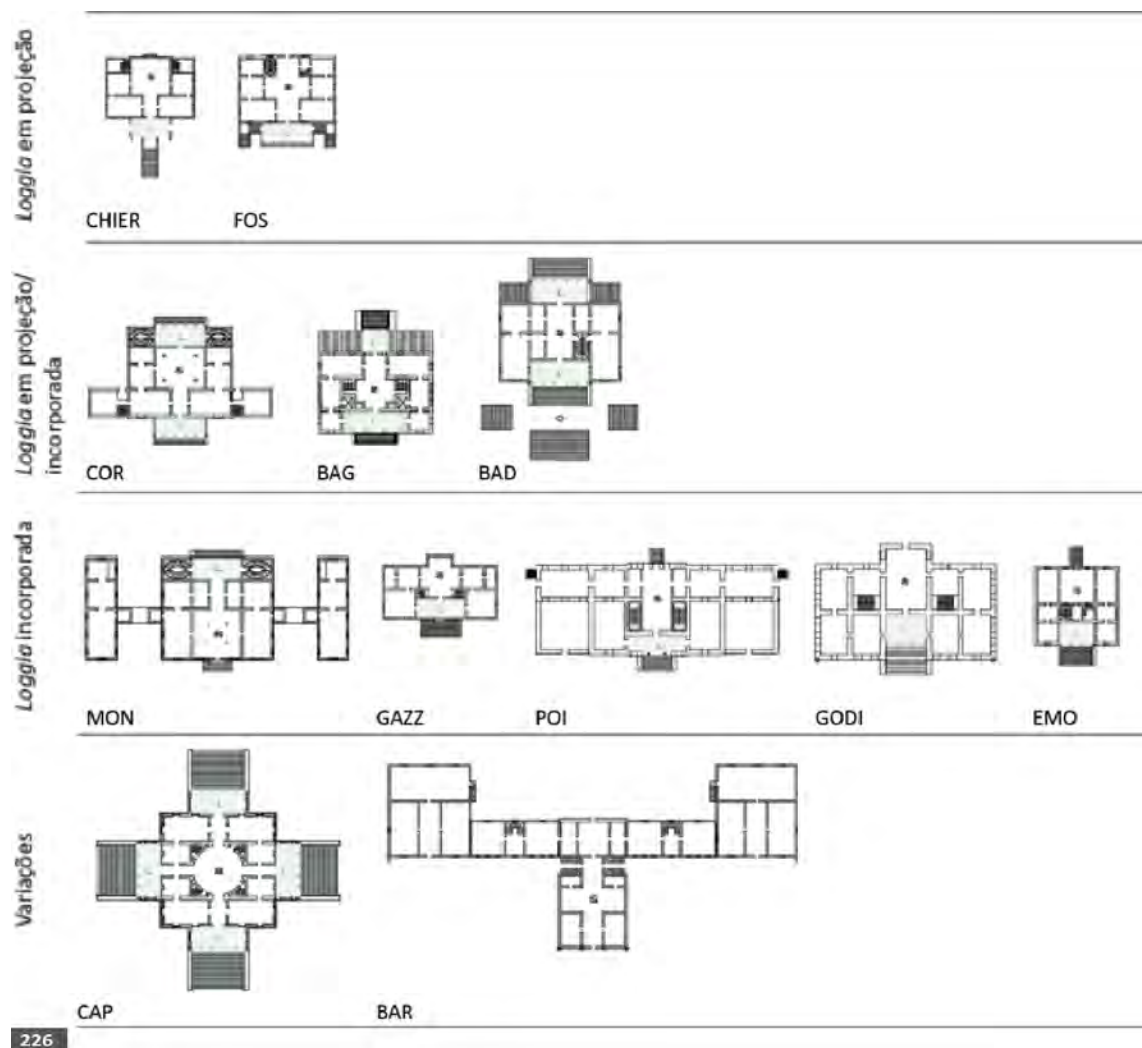 Loggia em projeção
CHIER FOS
Loggia em projeção/
incorporada
COR BAG BAD
Loggia incorporada
MON GAZZ POI GODI EMO
Variações
CAP BAR
226